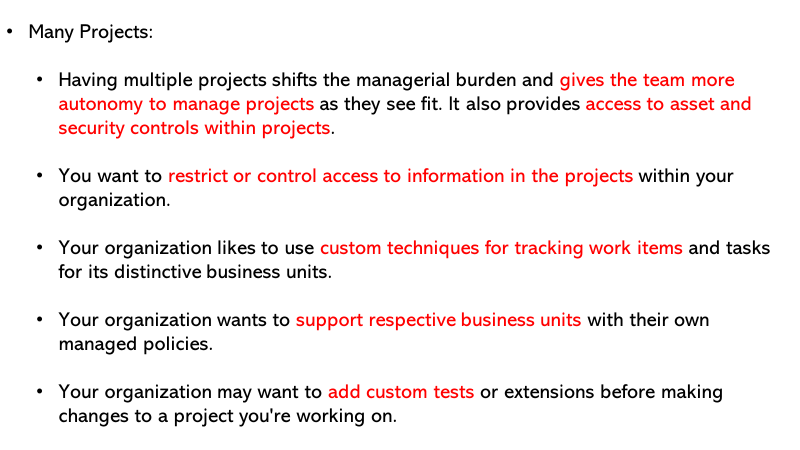 • Many Projects:
• Having multiple projects shifts the managerial burden and gives the team more
autonomy to manage projects as they see fit. It also provides access to asset and
security controls within projects.
• You want to restrict or control access to information in the projects within your
organization.
• Your organization likes to use custom techniques for tracking work items and tasks
for its distinctive business units.
• Your organization wants to support respective business units with their own
managed policies.
• Your organization may want to add custom tests or extensions before making
changes to a project you're working on.